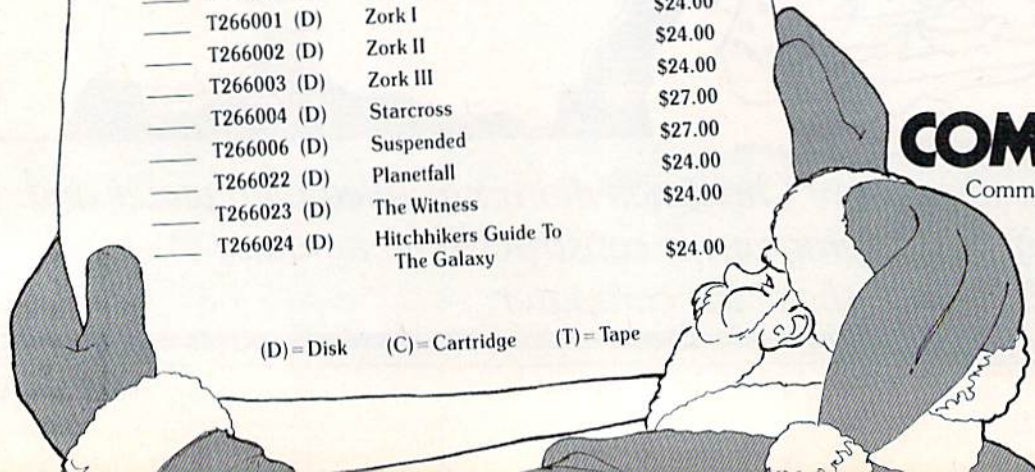 T266001 (D) Zork I $24.00
T266002 (D) Zork II $24.00
T266003 (D) Zork III $24.00
T266004 (D) Starcross $27.00
T266006 (D) Suspended $27.00
T266022 (D) Planetfall $24.00
T266023 (D) The Witness $24.00
T266024 (D) Hitchhikers Guide To $24.00
The Galaxy
(D)=Disk (C)=Cartridge (T)=Tape
COM
Comm